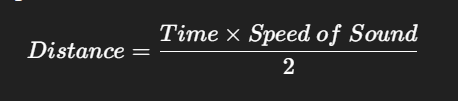 Distance = Time × Speed of Sound / 2